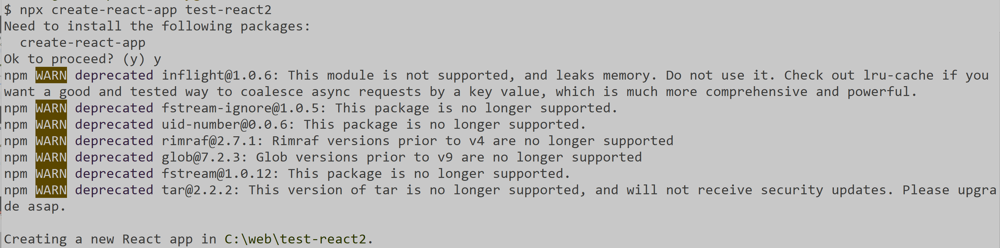 $ npx create-react-app test-react2
Need to install the following packages:
  create-react-app
Ok to proceed? (y) y
npm WARN deprecated inflight@1.0.6: This module is not supported, and leaks memory. Do not use it. Check out lru-cache if you
want a good and tested way to coalesce async requests by a key value, which is much more comprehensive and powerful.
npm WARN deprecated fstream-ignore@1.0.5: This package is no longer supported.
npm WARN deprecated uid-number@0.0.6: This package is no longer supported.
npm WARN deprecated rimraf@2.7.1: Rimraf versions prior to v4 are no longer supported
npm WARN deprecated glob@7.2.3: Glob versions prior to v9 are no longer supported
npm WARN deprecated fstream@1.0.12: This package is no longer supported.
npm WARN deprecated tar@2.2.2: This version of tar is no longer supported, and will not receive security updates. Please upgra
de asap.
Creating a new React app in C:\web\test-react2.